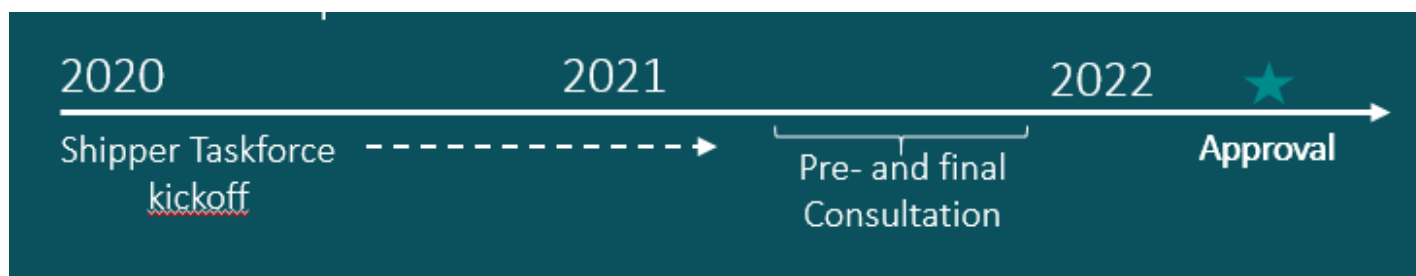 2020 2021 2022
Shipper Taskforce
kickoff
Pre- and final
Consultation
Approval